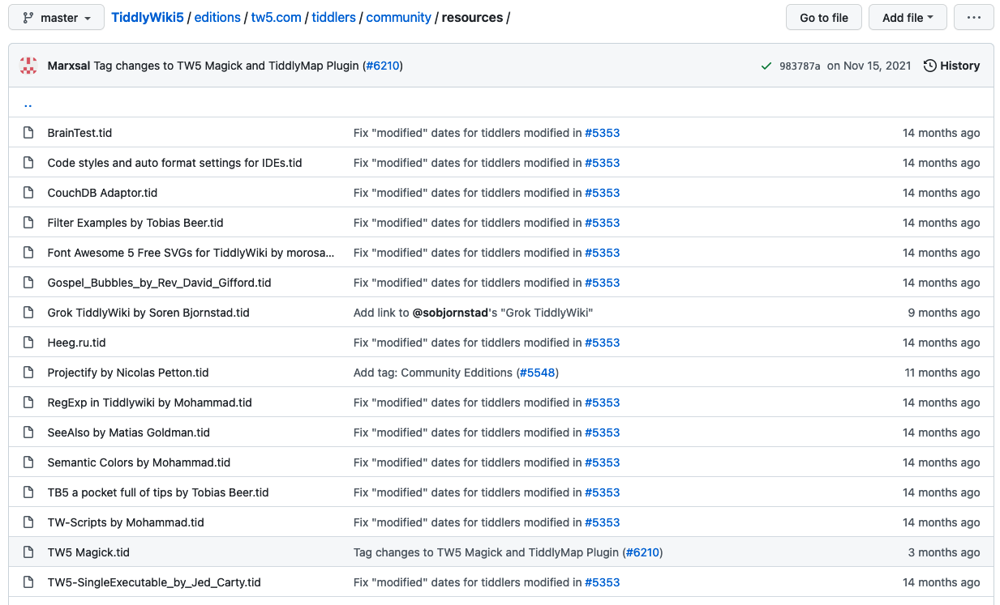 master TiddlyWiki5 / editions / tw5.com / tiddlers / community / resources / Go to file Add file ...
Marxsal Tag changes to TW5 Magick and TiddlyMap Plugin (#6210) 983787a on Nov 15, 2021 History
..
BrainTest.tid Fix "modified" dates for tiddlers modified in #5353 14 months ago
Code styles and auto format settings for IDEs.tid Fix "modified" dates for tiddlers modified in #5353 14 months ago
CouchDB Adaptor.tid Fix "modified" dates for tiddlers modified in #5353 14 months ago
Filter Examples by Tobias Beer.tid Fix "modified" dates for tiddlers modified in #5353 14 months ago
Font Awesome 5 Free SVGs for TiddlyWiki by morosa... Fix "modified" dates for tiddlers modified in #5353 14 months ago
Gospel_Bubbles_by_Rev_David_Gifford.tid Fix "modified" dates for tiddlers modified in #5353 14 months ago
Grok TiddlyWiki by Soren Bjornstad.tid Add link to @sobjornstad's "Grok TiddlyWiki" 9 months ago
Heeg.ru.tid Fix "modified" dates for tiddlers modified in #5353 14 months ago
Projectify by Nicolas Petton.tid Add tag: Community Edditions (#5548) 11 months ago
RegExp in Tiddlywiki by Mohammad.tid Fix "modified" dates for tiddlers modified in #5353 14 months ago
SeeAlso by Matias Goldman.tid Fix "modified" dates for tiddlers modified in #5353 14 months ago
Semantic Colors by Mohammad.tid Fix "modified" dates for tiddlers modified in #5353 14 months ago
TB5 a pocket full of tips by Tobias Beer.tid Fix "modified" dates for tiddlers modified in #5353 14 months ago
TW-Scripts by Mohammad.tid Fix "modified" dates for tiddlers modified in #5353 14 months ago
TW5 Magick.tid Tag changes to TW5 Magick and TiddlyMap Plugin (#6210) 3 months ago
TW5-SingleExecutable_by_Jed_Carty.tid Fix "modified" dates for tiddlers modified in #5353 14 months ago